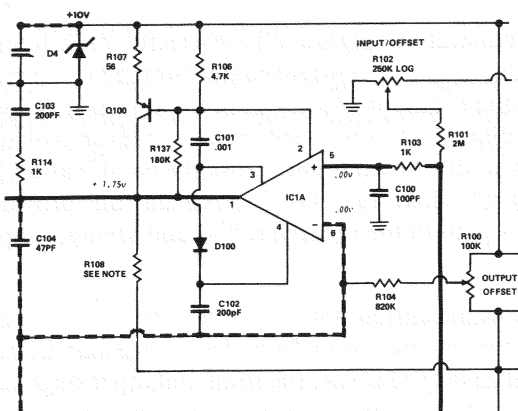 +10V
D4
R107
56
R106
4.7K
INPUT/OFFSET
R102
250K LOG
C103
200PF
Q100
C101
.001
R137
180K
R103
1K
R101
2M
R114
1K
+ 1.75v
2
3
5
+
.00v
1
IC1A
C100
100PF
4
.00v
−
6
C104
47PF
R108
SEE NOTE
D100
R100
100K
OUTPUT
OFFSET
C102
200pF
R104
820K